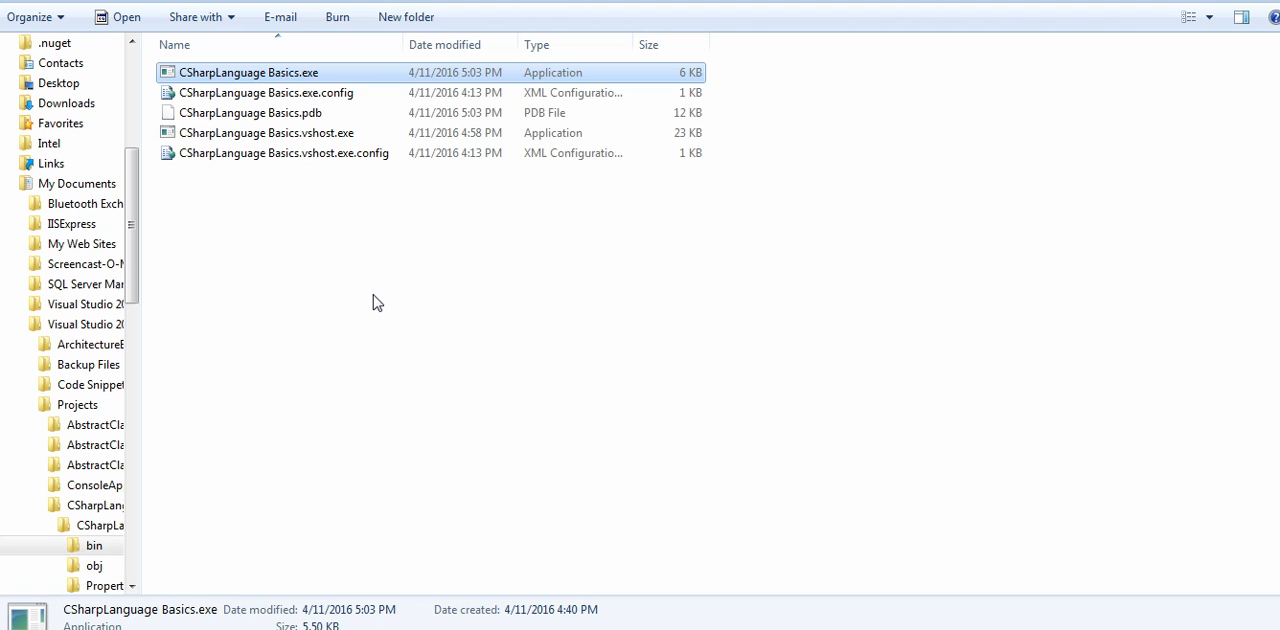 Organize Open Share with E-mail Burn New folder
Name Date modified Type Size
CSharpLanguage Basics.exe 4/11/2016 5:03 PM Application 6 KB
CSharpLanguage Basics.exe.config 4/11/2016 4:13 PM XML Configuratio... 1 KB
CSharpLanguage Basics.pdb 4/11/2016 5:03 PM PDB File 12 KB
CSharpLanguage Basics.vshost.exe 4/11/2016 4:58 PM Application 23 KB
CSharpLanguage Basics.vshost.exe.config 4/11/2016 4:13 PM XML Configuratio... 1 KB
.nuget
Contacts
Desktop
Downloads
Favorites
Intel
Links
My Documents
Bluetooth Exch
IISExpress
My Web Sites
Screencast-O-M
SQL Server Mar
Visual Studio 20
Visual Studio 20
ArchitectureE
Backup Files
Code Snippet
Projects
AbstractCla
AbstractCla
AbstractCla
ConsoleAp
CSharpLang
CSharpLa
bin
obj
Propert
CSharpLanguage Basics.exe Date modified: 4/11/2016 5:03 PM Date created: 4/11/2016 4:40 PM
Application Size: 5.50 KB